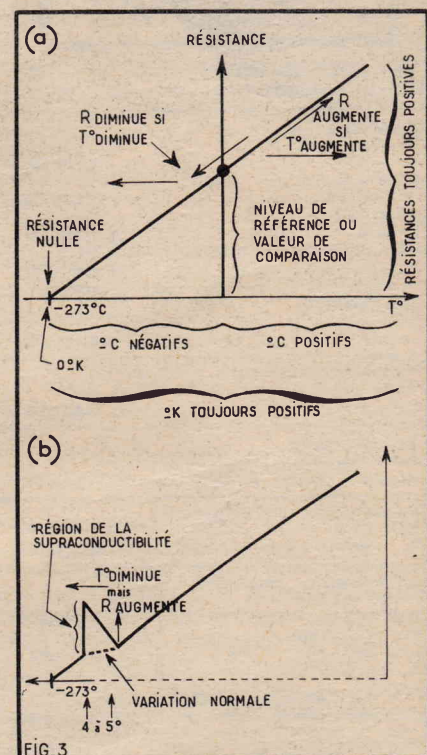 (a)
RÉSISTANCE
R DIMINUE SI
T° DIMINUE
R
AUGMENTE
SI
T° AUGMENTE
RÉSISTANCES TOUJOURS POSITIVES
RÉSISTANCE
NULLE
NIVEAU DE
RÉFÉRENCE OU
VALEUR DE
COMPARAISON
-273°C
T°
0°K
°C NÉGATIFS
°C POSITIFS
°K TOUJOURS POSITIFS
(b)
RÉGION DE LA
SUPRACONDUCTIBILITÉ
T° DIMINUE
mais
R AUGMENTE
-273°
VARIATION NORMALE
4 à 5°
FIG 3